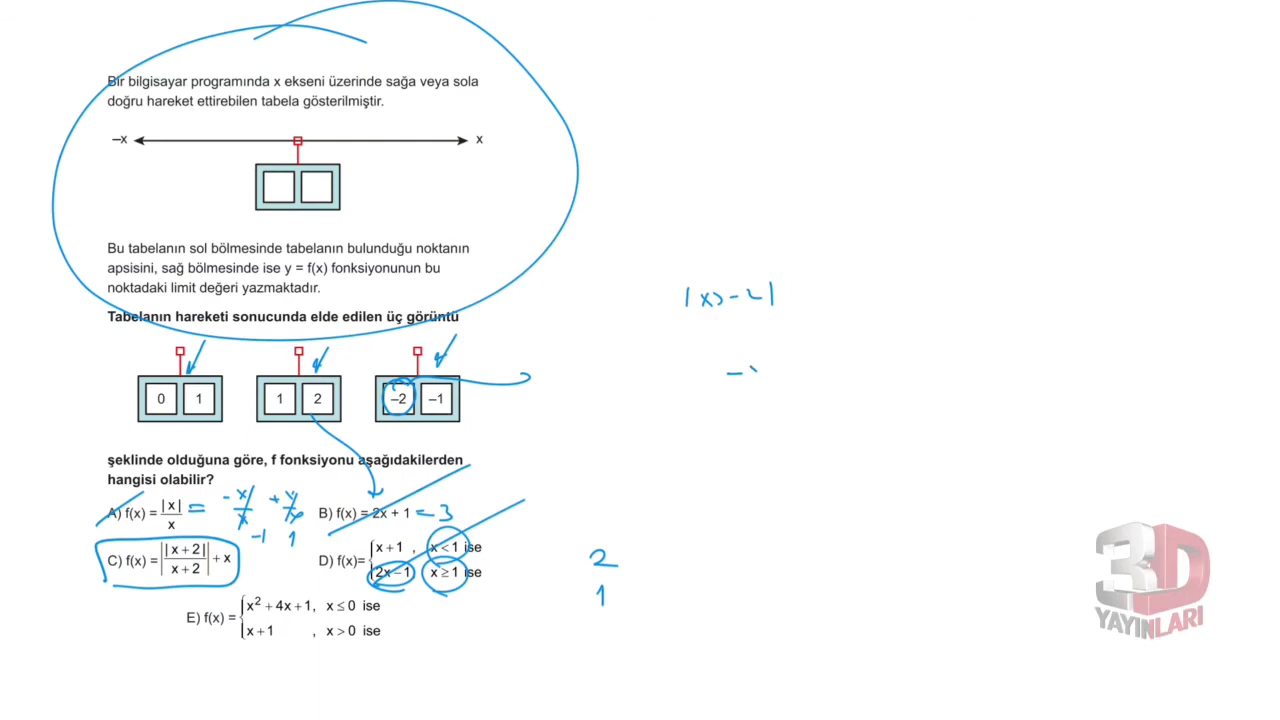 Bir bilgisayar programında x ekseni üzerinde sağa veya sola
doğru hareket ettirebilen tabela gösterilmiştir.
–x x
Bu tabelanın sol bölmesinde tabelanın bulunduğu noktanın
apsisini, sağ bölmesinde ise y = f(x) fonksiyonunun bu
noktadaki limit değeri yazmaktadır.
Tabelanın hareketi sonucunda elde edilen üç görüntü
0 1 1 2 –2 –1
şeklinde olduğuna göre, f fonksiyonu aşağıdakilerden
hangisi olabilir?
A) f(x) = |x|/x = -x/x +x/x -1 1
B) f(x) = 2x + 1 = 3
C) f(x) = ||x + 2|/(x + 2)| + x
D) f(x)= {x + 1 , x < 1 ise
2x – 1 x ≥ 1 ise
2
1
E) f(x) = {x² + 4x + 1, x ≤ 0 ise
x + 1 , x > 0 ise
3D
YAYINLARI